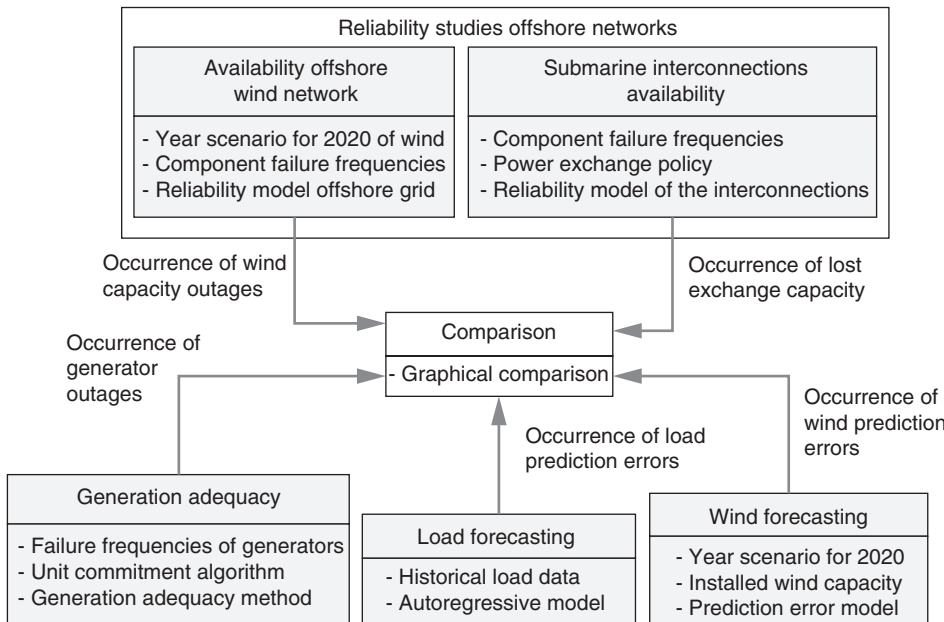 Reliability studies offshore networks
Availability offshore
wind network
- Year scenario for 2020 of wind
- Component failure frequencies
- Reliability model offshore grid
Submarine interconnections
availability
- Component failure frequencies
- Power exchange policy
- Reliability model of the interconnections
Occurrence of wind
capacity outages
Occurrence of lost
exchange capacity
Comparison
- Graphical comparison
Occurrence of
generator
outages
Occurrence of load
prediction errors
Occurrence of
wind prediction
errors
Generation adequacy
- Failure frequencies of generators
- Unit commitment algorithm
- Generation adequacy method
Load forecasting
- Historical load data
- Autoregressive model
Wind forecasting
- Year scenario for 2020
- Installed wind capacity
- Prediction error model